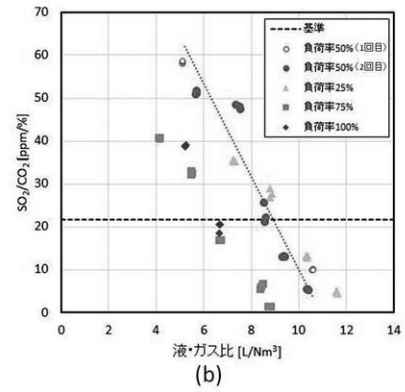 70
60
50
40
30
20
10
0
SO₂/CO₂ [ppm/%]
基準
負荷率50%(1回目)
負荷率50%(2回目)
負荷率25%
負荷率75%
負荷率100%
0 2 4 6 8 10 12 14
液・ガス比 [L/Nm³]
(b)